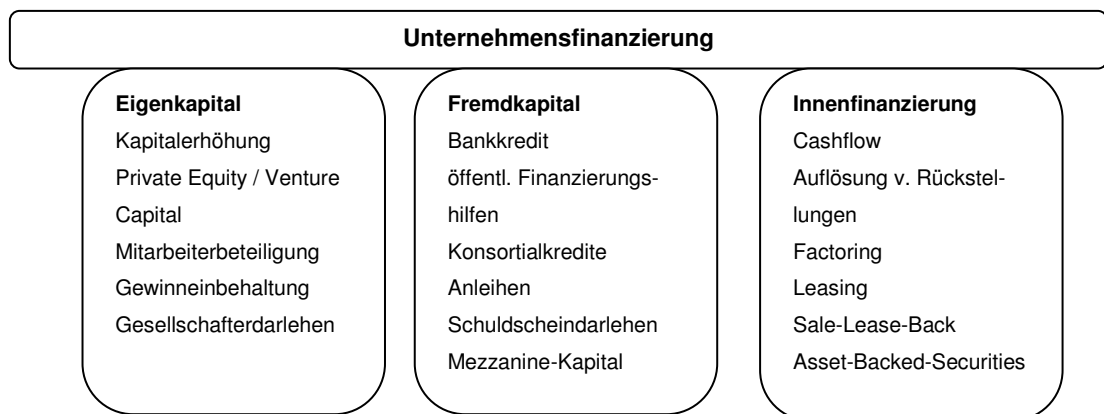 Unternehmensfinanzierung
Eigenkapital
Kapitalerhöhung
Private Equity / Venture
Capital
Mitarbeiterbeteiligung
Gewinneinbehaltung
Gesellschafterdarlehen
Fremdkapital
Bankkredit
öffentl. Finanzierungs-
hilfen
Konsortialkredite
Anleihen
Schuldscheindarlehen
Mezzanine-Kapital
Innenfinanzierung
Cashflow
Auflösung v. Rückstel-
lungen
Factoring
Leasing
Sale-Lease-Back
Asset-Backed-Securities